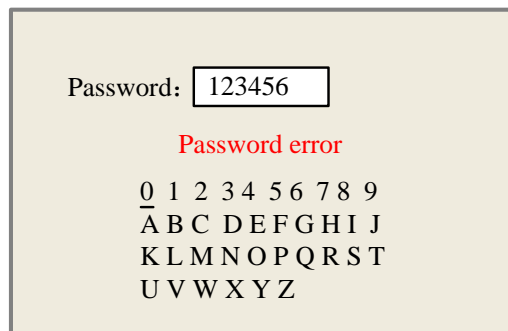 Password： 123456
Password error
0 1 2 3 4 5 6 7 8 9
A B C D E F G H I J
K L M N O P Q R S T
U V W X Y Z